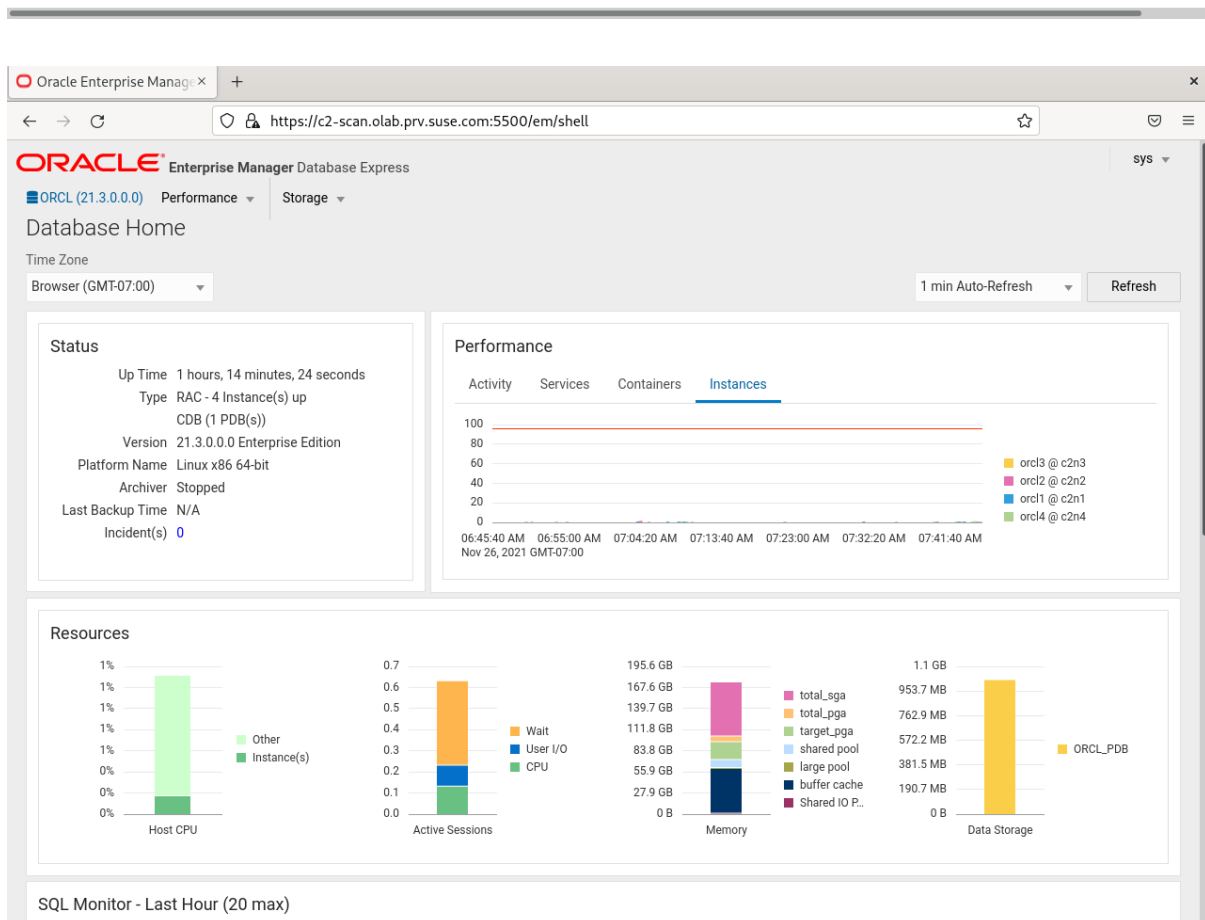 Oracle Enterprise Manage
https://c2-scan.olab.prv.suse.com:5500/em/shell
ORACLE Enterprise Manager Database Express
sys
ORCL (21.3.0.0.0) Performance Storage
Database Home
Time Zone
Browser (GMT-07:00)
1 min Auto-Refresh Refresh
Status
Up Time 1 hours, 14 minutes, 24 seconds
Type RAC - 4 Instance(s) up
CDB (1 PDB(s))
Version 21.3.0.0.0 Enterprise Edition
Platform Name Linux x86 64-bit
Archiver Stopped
Last Backup Time N/A
Incident(s) 0
Performance
Activity Services Containers Instances
100
80
60
40
20
0
06:45:40 AM 06:55:00 AM 07:04:20 AM 07:13:40 AM 07:23:00 AM 07:32:20 AM 07:41:40 AM
Nov 26, 2021 GMT-07:00
orcl3 @ c2n3
orcl2 @ c2n2
orcl1 @ c2n1
orcl4 @ c2n4
Resources
1%
1%
1%
1%
1%
0%
0%
0%
Host CPU
Other
Instance(s)
0.7
0.6
0.5
0.4
0.3
0.2
0.1
0.0
Active Sessions
Wait
User I/O
CPU
195.6 GB
167.6 GB
139.7 GB
111.8 GB
83.8 GB
55.9 GB
27.9 GB
0 B
Memory
total_sga
total_pga
target_pga
shared pool
large pool
buffer cache
Shared IO P...
1.1 GB
953.7 MB
762.9 MB
572.2 MB
381.5 MB
190.7 MB
0 B
Data Storage
ORCL_PDB
SQL Monitor - Last Hour (20 max)